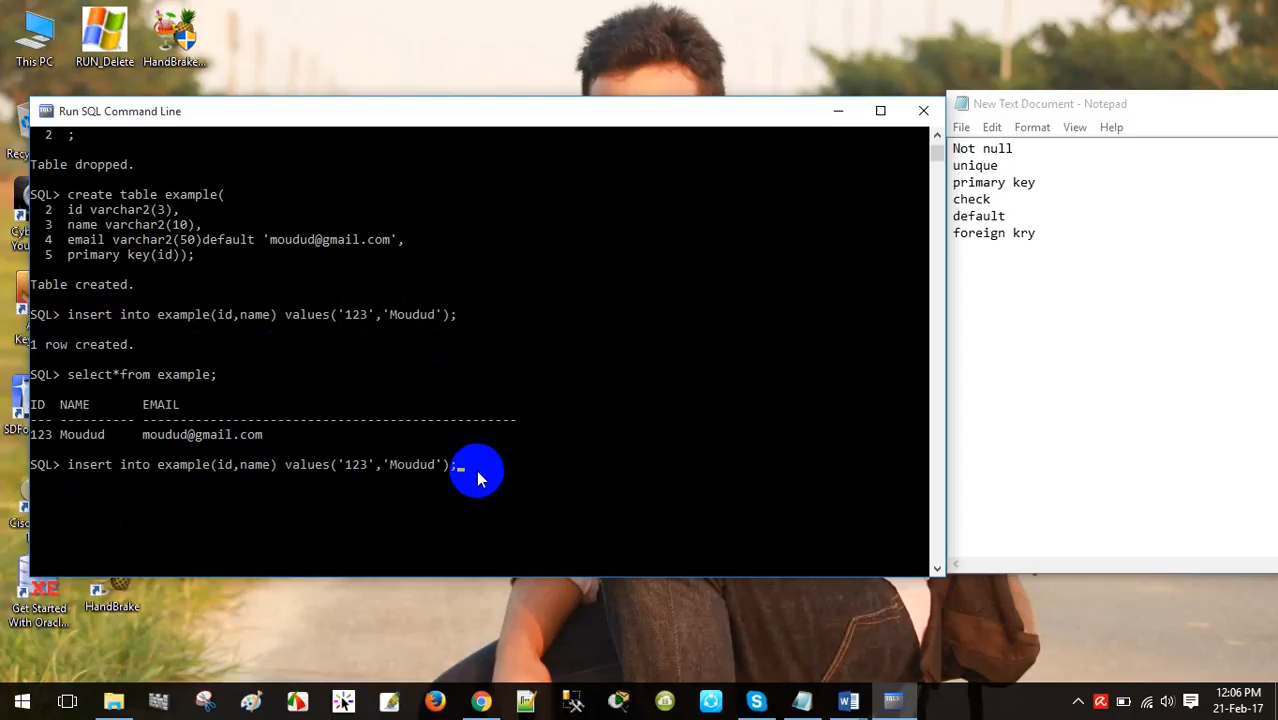 This PC
RUN_Delete
HandBrake...
Run SQL Command Line
2 ;
Table dropped.
SQL> create table example(
2 id varchar2(3),
3 name varchar2(10),
4 email varchar2(50)default 'moudud@gmail.com',
5 primary key(id));
Table created.
SQL> insert into example(id,name) values('123','Moudud');
1 row created.
SQL> select*from example;
ID NAME EMAIL
--- ---------- --------------------------------------------------
123 Moudud moudud@gmail.com
SQL> insert into example(id,name) values('123','Moudud');
New Text Document - Notepad
File Edit Format View Help
Not null
unique
primary key
check
default
foreign kry
XE
Get Started
With Oracl...
HandBrake
12:06 PM
21-Feb-17